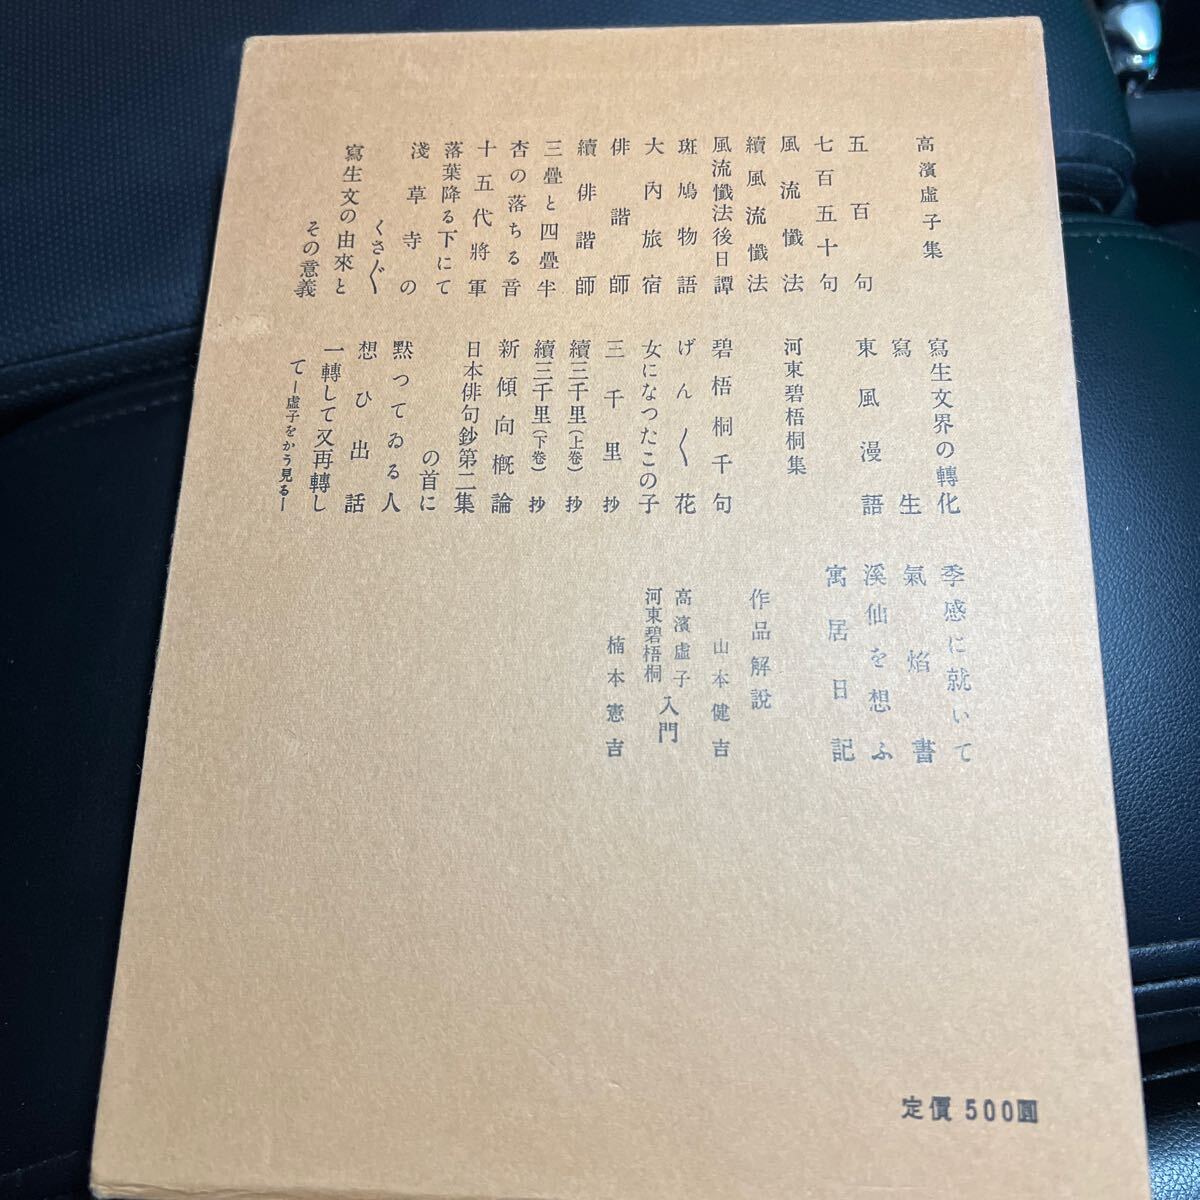 高濱虛子集
五百句
七百五十句
風流懺法
續風流懺法
風流懺法後日譚
斑鳩物語
大內旅宿
俳諧師
續俳諧師
三疊と四疊半
杏の落ちる音
十五代將軍
落葉降る下にて
淺草寺の
くさ〴〵
寫生文の由來と
その意義
寫生文界の轉化
寫生
東風漫語
河東碧梧桐集
碧梧桐千句
げん〳〵花
女になつたこの子
三千里抄
續三千里(上卷)抄
續三千里(下卷)抄
新傾向槪論
日本俳句鈔第二集
の首に
默つてゐる人
想ひ出話
一轉して又再轉し
て―虛子をかう見る―
季感に就いて
氣焰書
溪仙を想ふ
寓居日記
作品解說
山本健吉
高濱虛子
河東碧梧桐
入門
楠本憲吉
定價 500圓